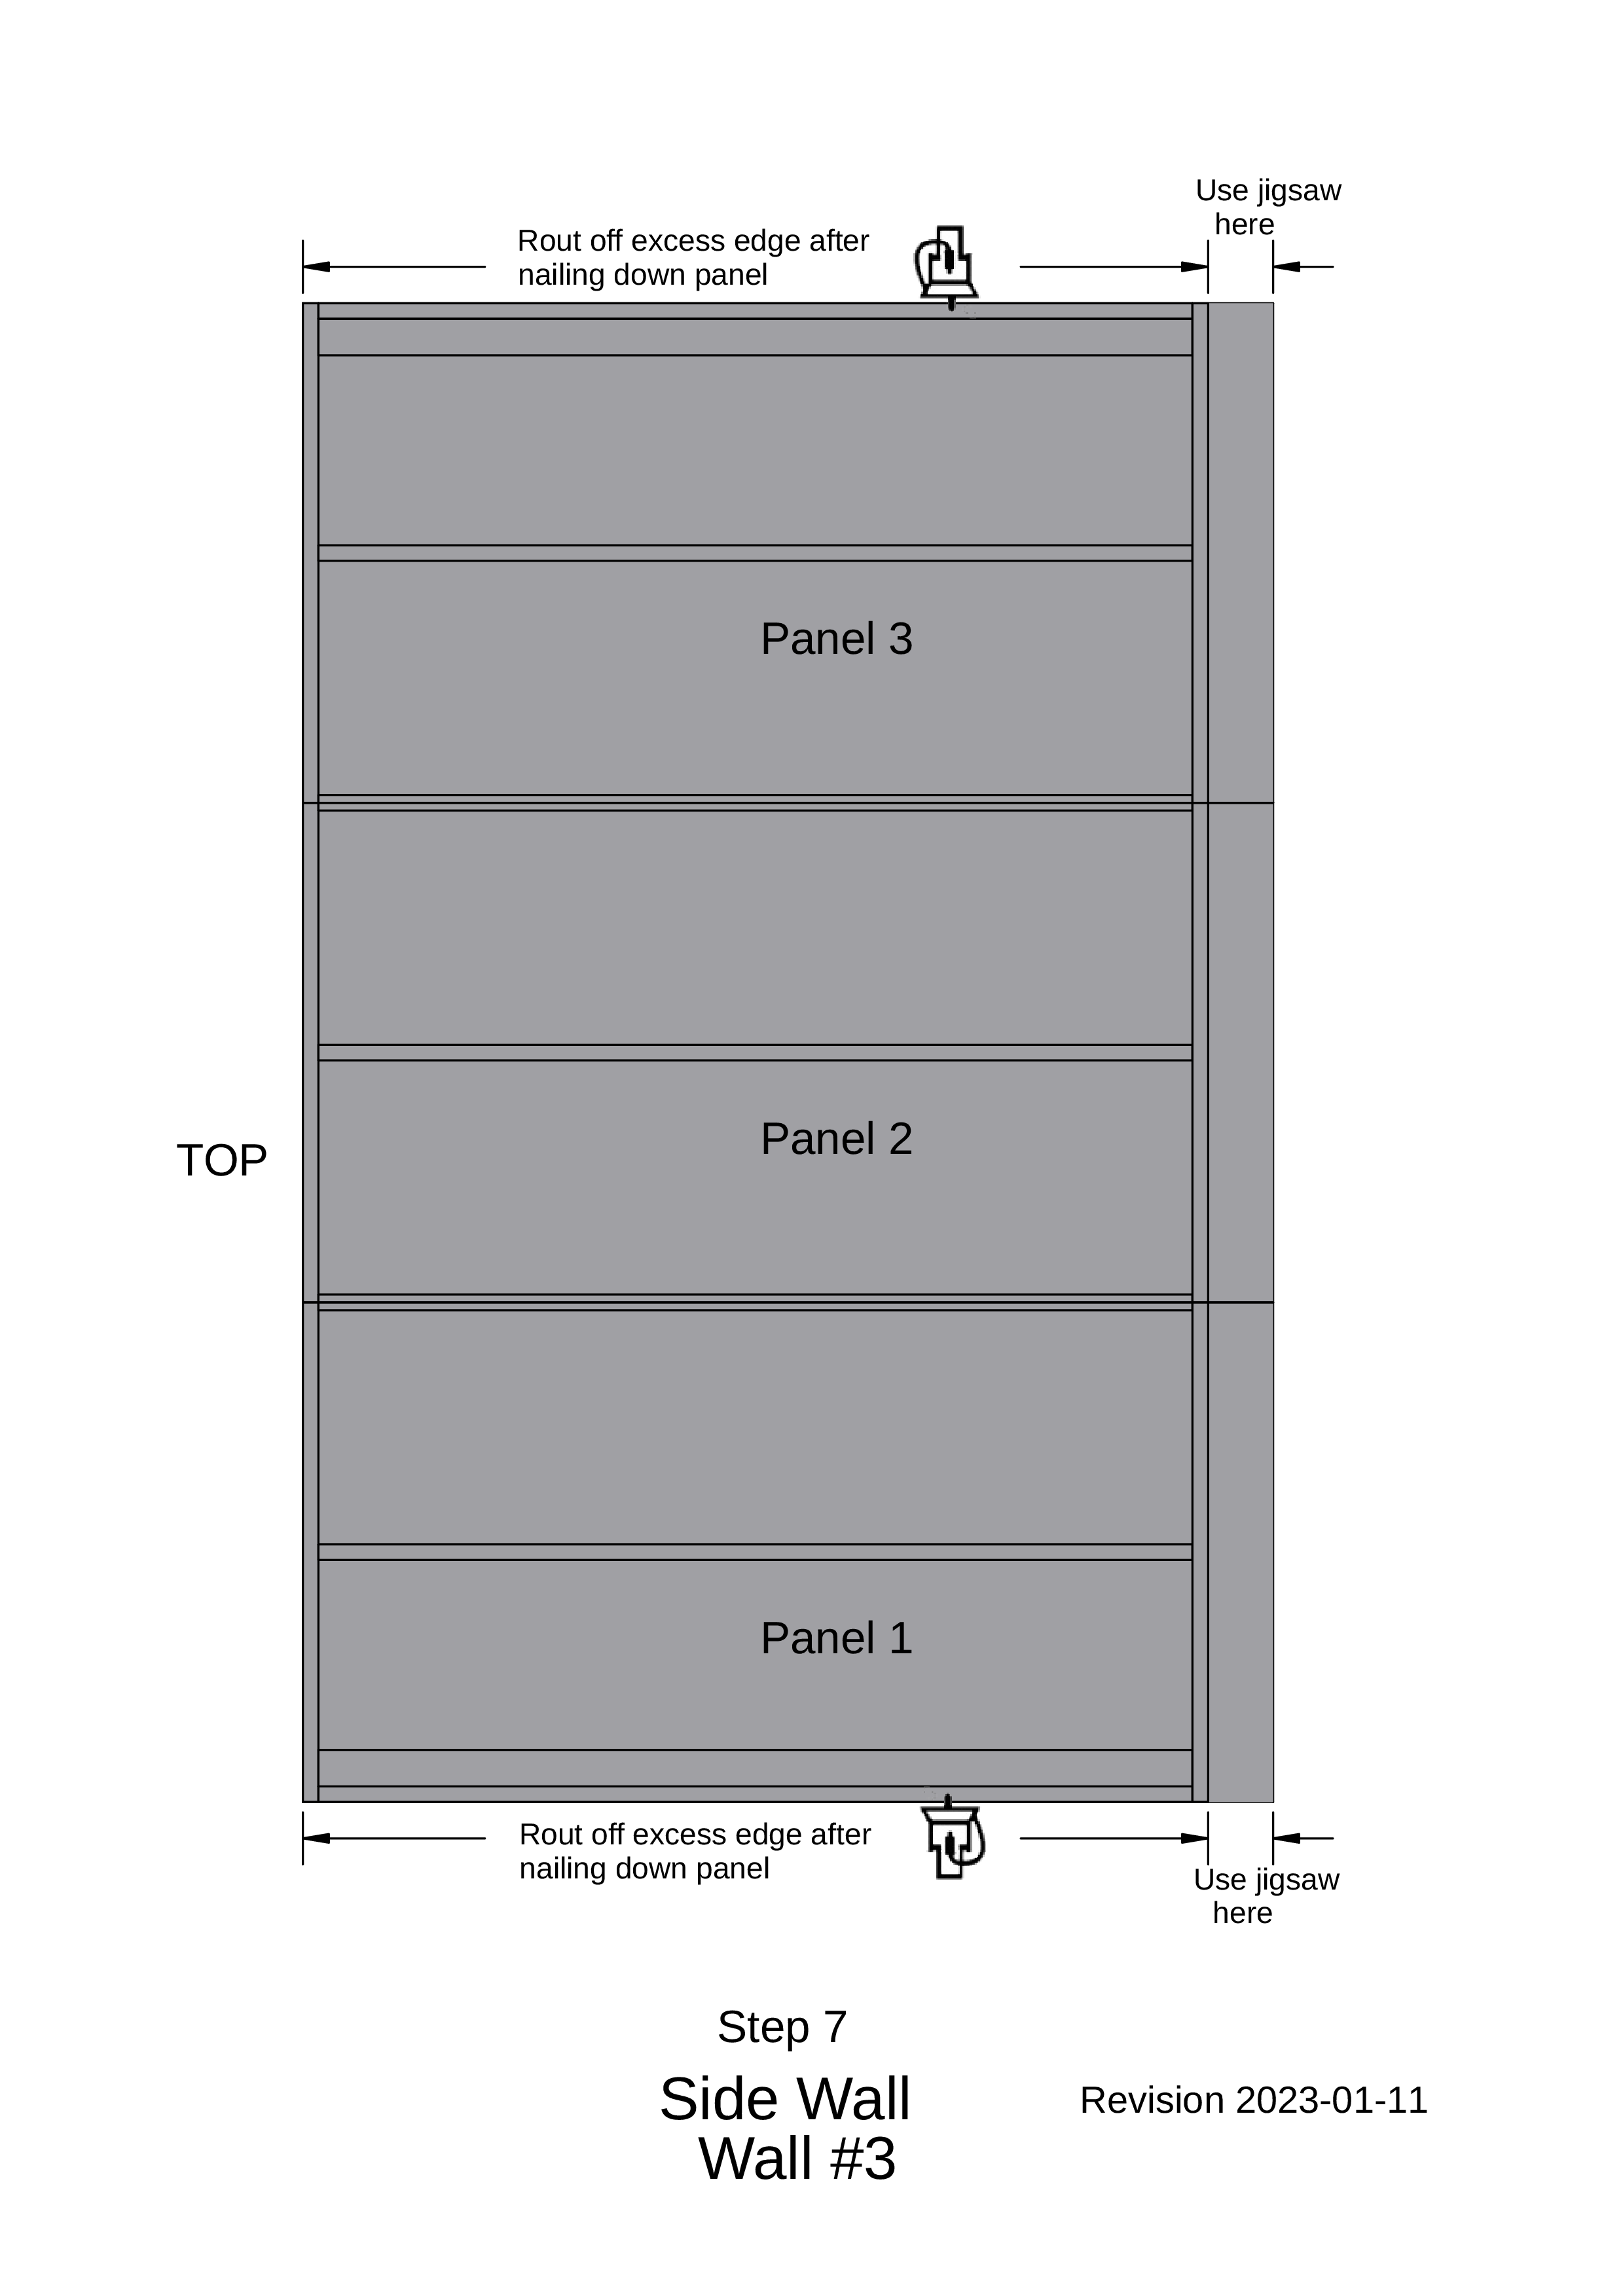 Use jigsaw
here
Rout off excess edge after
nailing down panel
Panel 3
Panel 2
TOP
Panel 1
Rout off excess edge after
nailing down panel
Use jigsaw
here
Step 7
Side Wall
Wall #3
Revision 2023-01-11